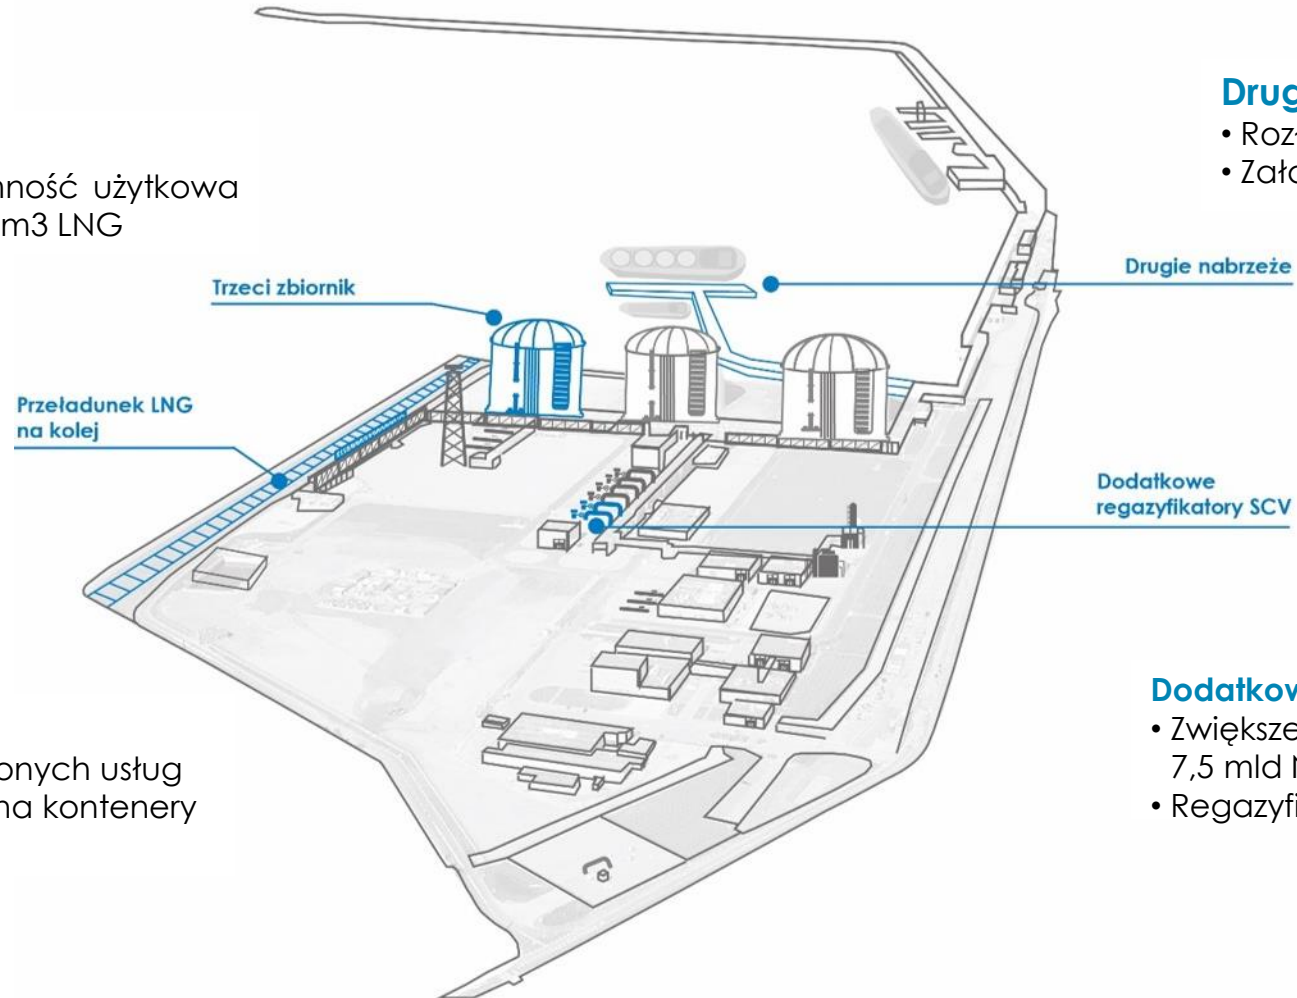 Drug
• Roz
• Zał
ność użytkowa
m3 LNG
Trzeci zbiornik
Drugie nabrzeże
Przeładunek LNG
na kolej
Dodatkowe
regazyfikatory SCV
onych usług
na kontenery
Dodatkow
• Zwiększe
7,5 mld
• Regazyfi